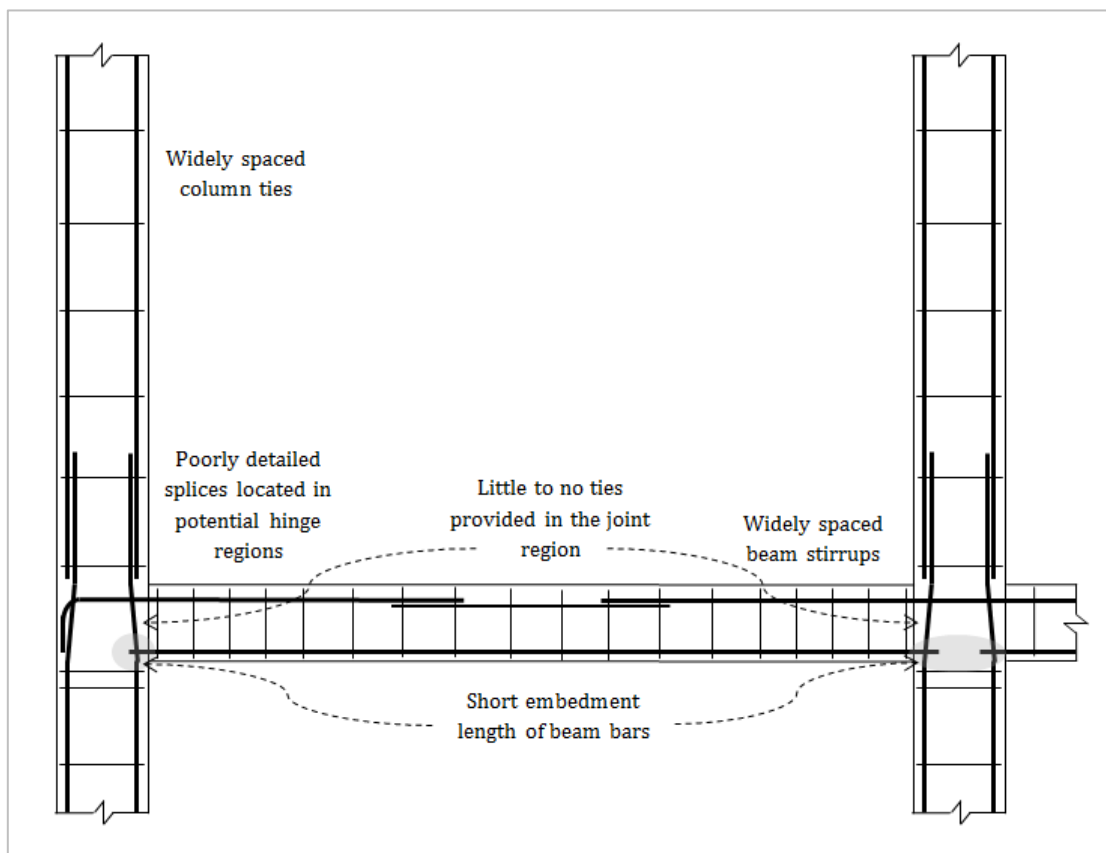 Widely spaced
column ties
Poorly detailed
splices located in
potential hinge
regions
Little to no ties
provided in the joint
region
Widely spaced
beam stirrups
Short embedment
length of beam bars